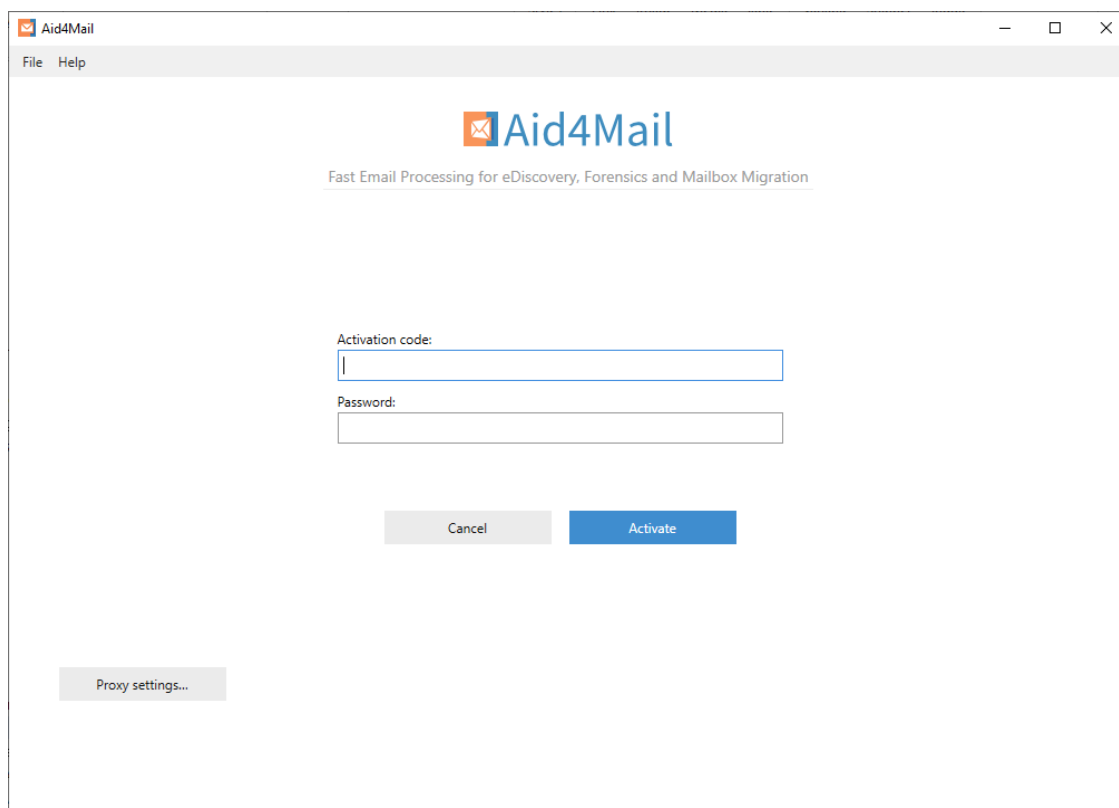 Aid4Mail
File Help
Aid4Mail
Fast Email Processing for eDiscovery, Forensics and Mailbox Migration
Activation code:
Password:
Cancel Activate
Proxy settings...